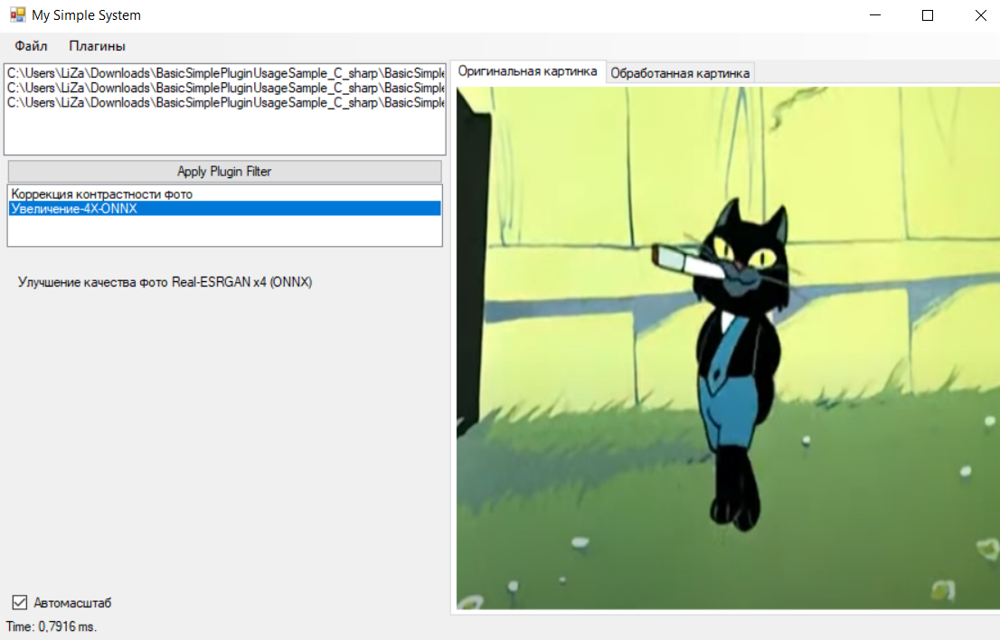 My Simple System
Файл Плагины
C:\Users\LiZa\Downloads\BasicSimplePluginUsageSample_C_sharp\BasicSimple
C:\Users\LiZa\Downloads\BasicSimplePluginUsageSample_C_sharp\BasicSimple
C:\Users\LiZa\Downloads\BasicSimplePluginUsageSample_C_sharp\BasicSimple
Apply Plugin Filter
Коррекция контрастности фото
Увеличение-4X-ONNX
Улучшение качества фото Real-ESRGAN x4 (ONNX)
Автомасштаб
Time: 0,7916 ms.
Оригинальная картинка Обработанная картинка